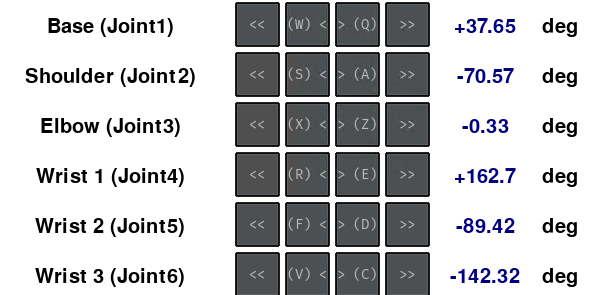 Base (Joint1) << (W) < > (Q) >> +37.65 deg
Shoulder (Joint2) << (S) < > (A) >> -70.57 deg
Elbow (Joint3) << (X) < > (Z) >> -0.33 deg
Wrist 1 (Joint4) << (R) < > (E) >> +162.7 deg
Wrist 2 (Joint5) << (F) < > (D) >> -89.42 deg
Wrist 3 (Joint6) << (V) < > (C) >> -142.32 deg